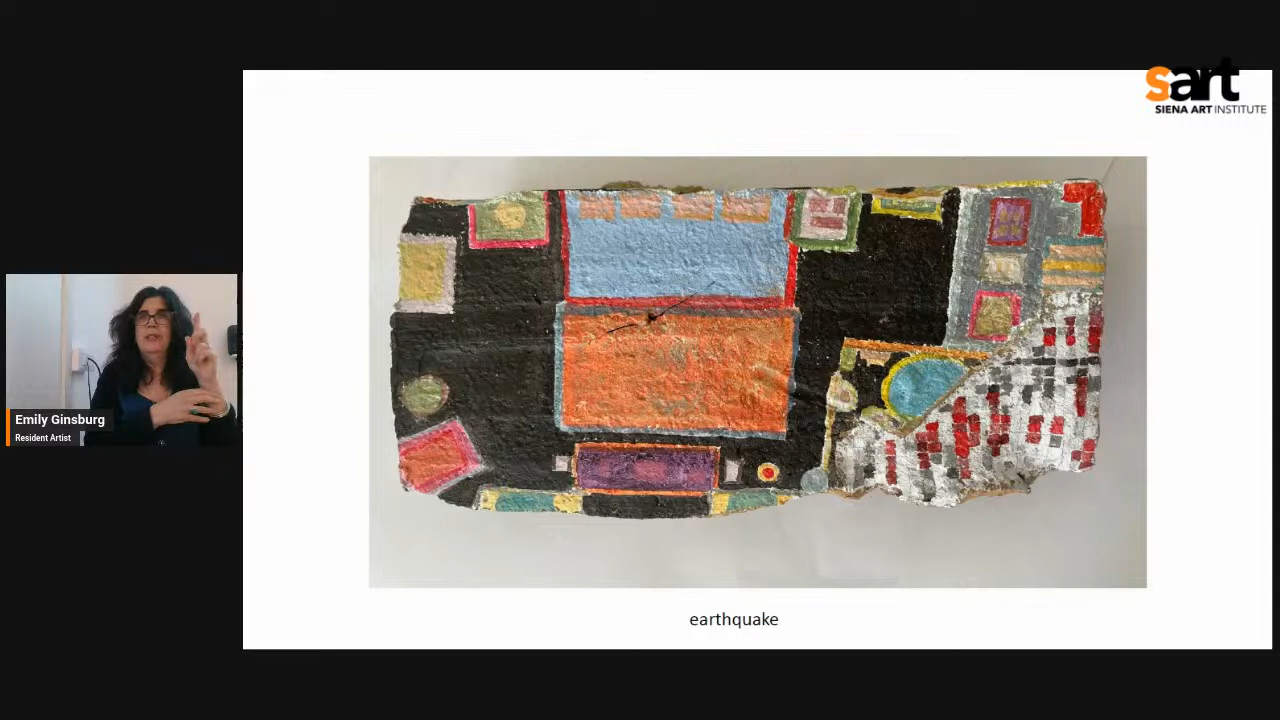 sart
SIENA ART INSTITUTE
Emily Ginsburg
Resident Artist
earthquake